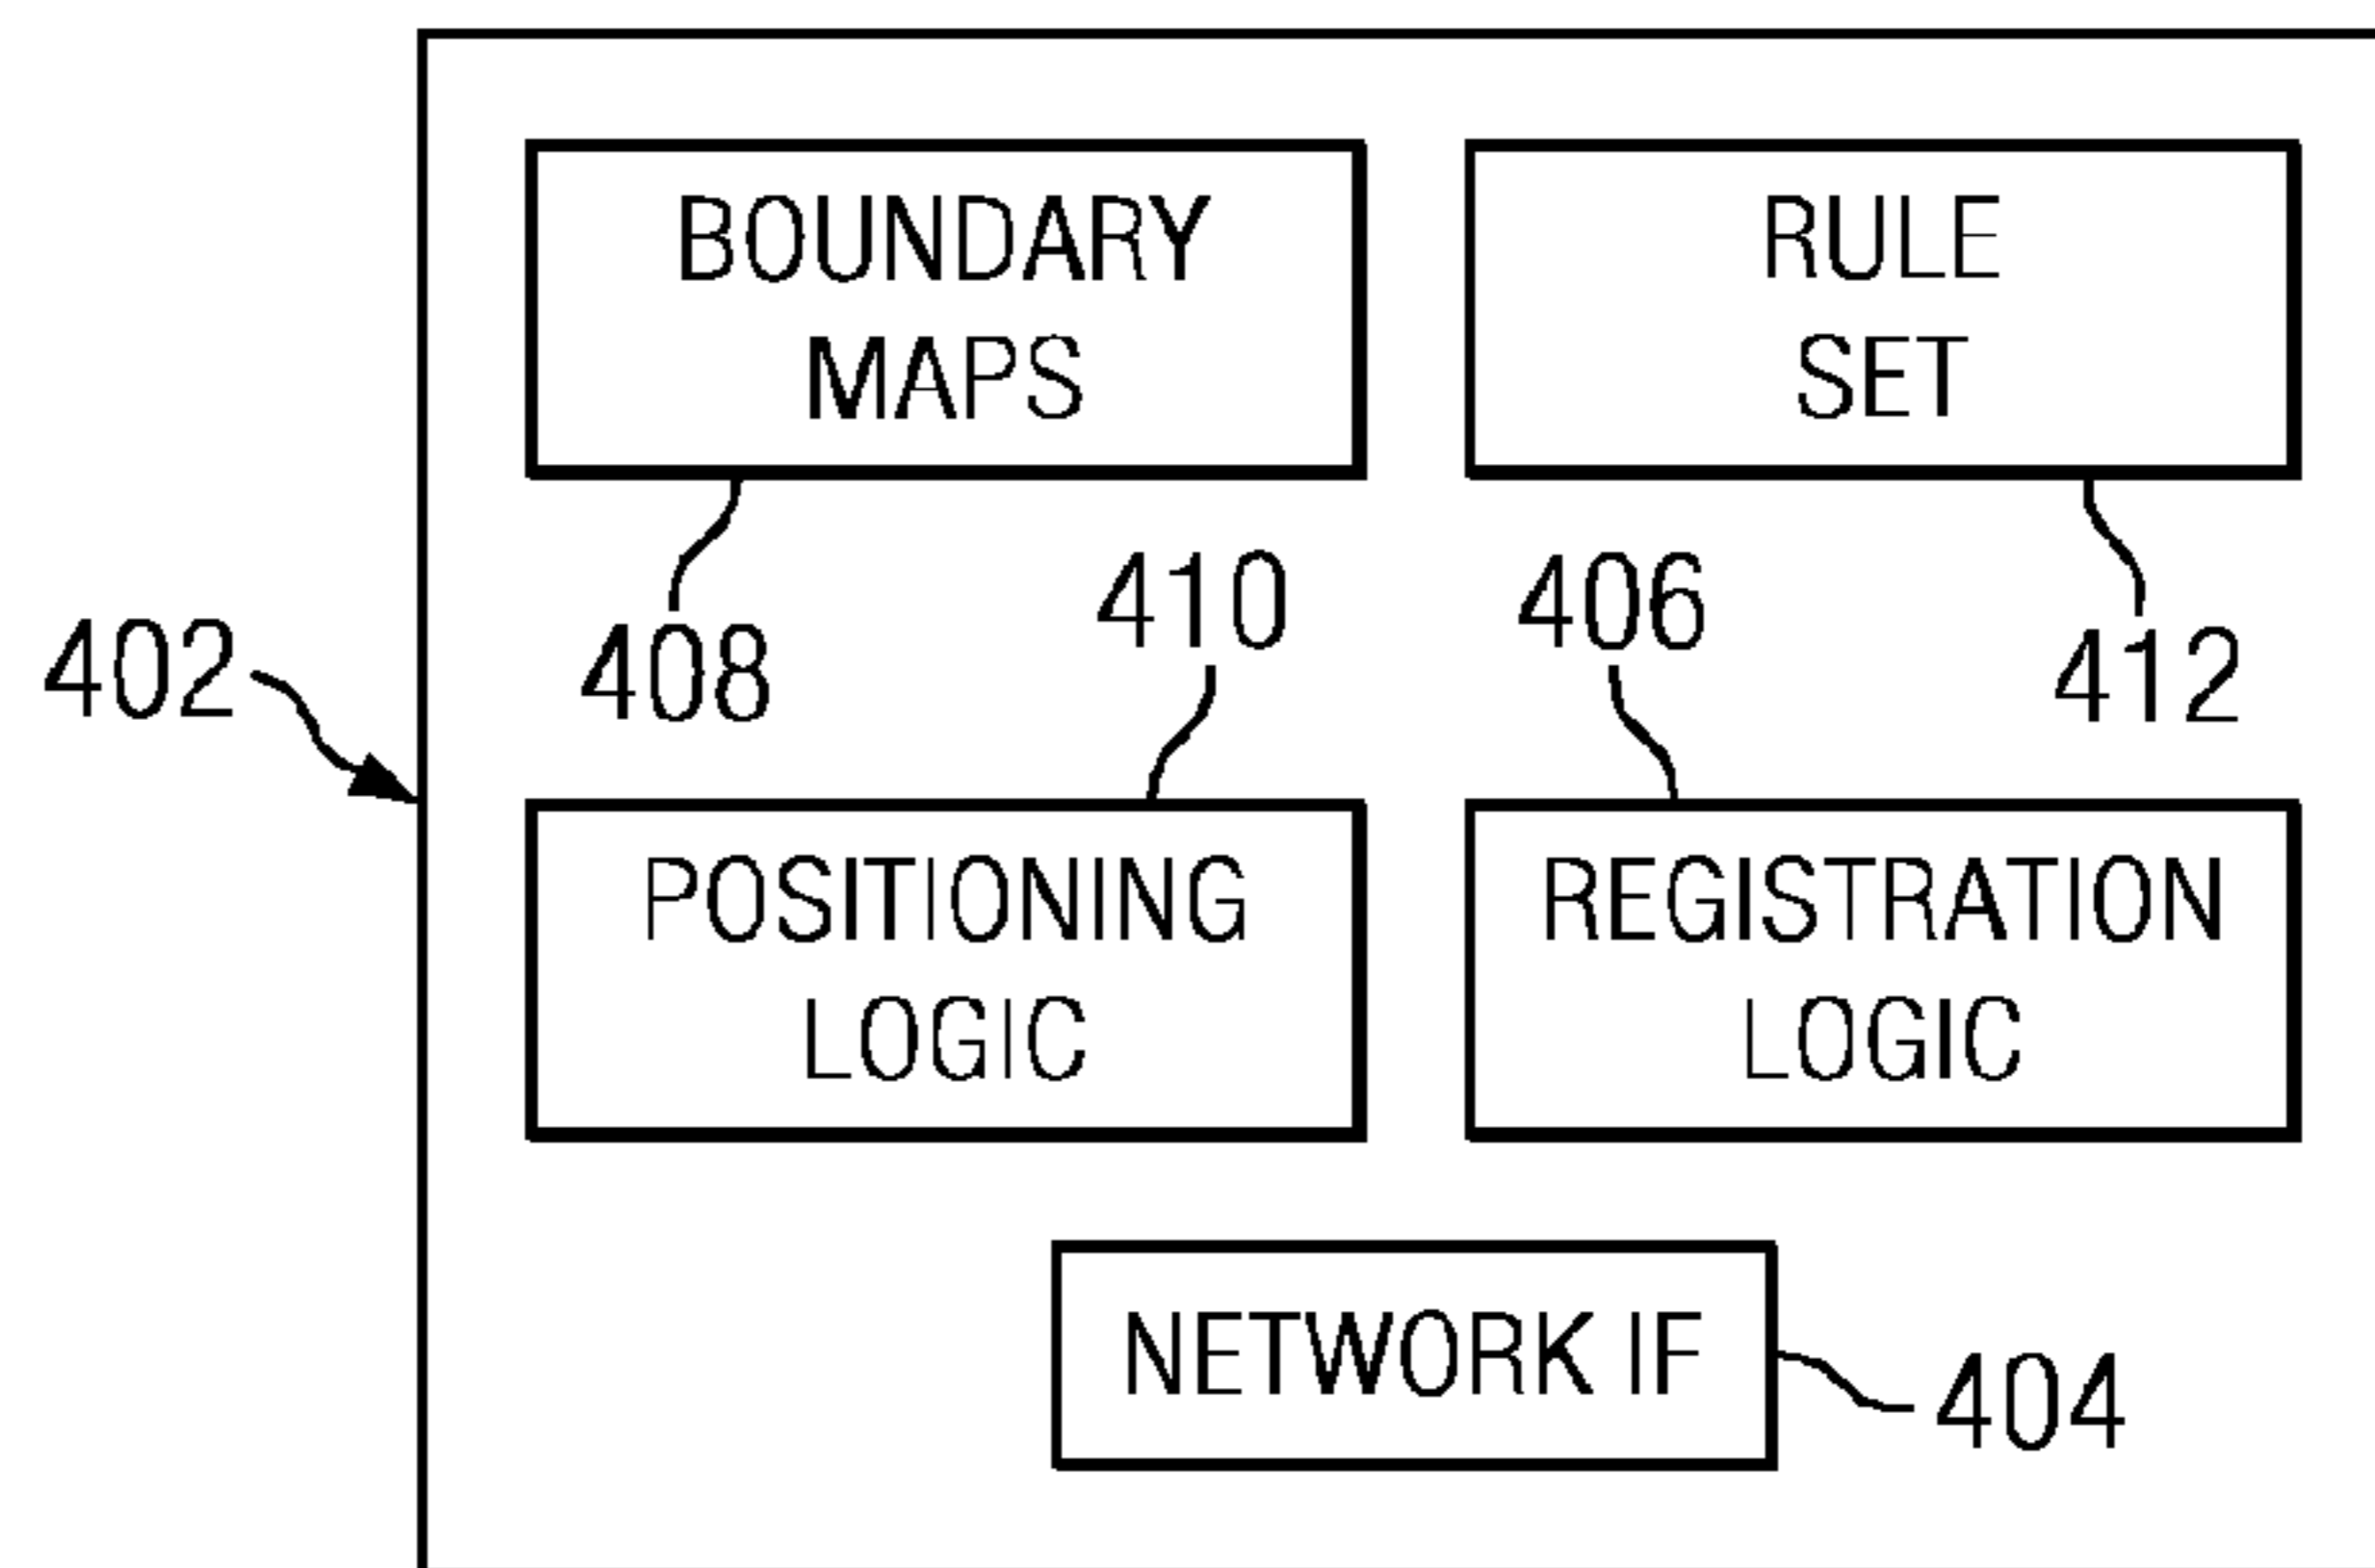 BOUNDARY
MAPS
RULE
SET
410
406
402
408
412
POSITIONING
LOGIC
REGISTRATION
LOGIC
NETWORK IF
404